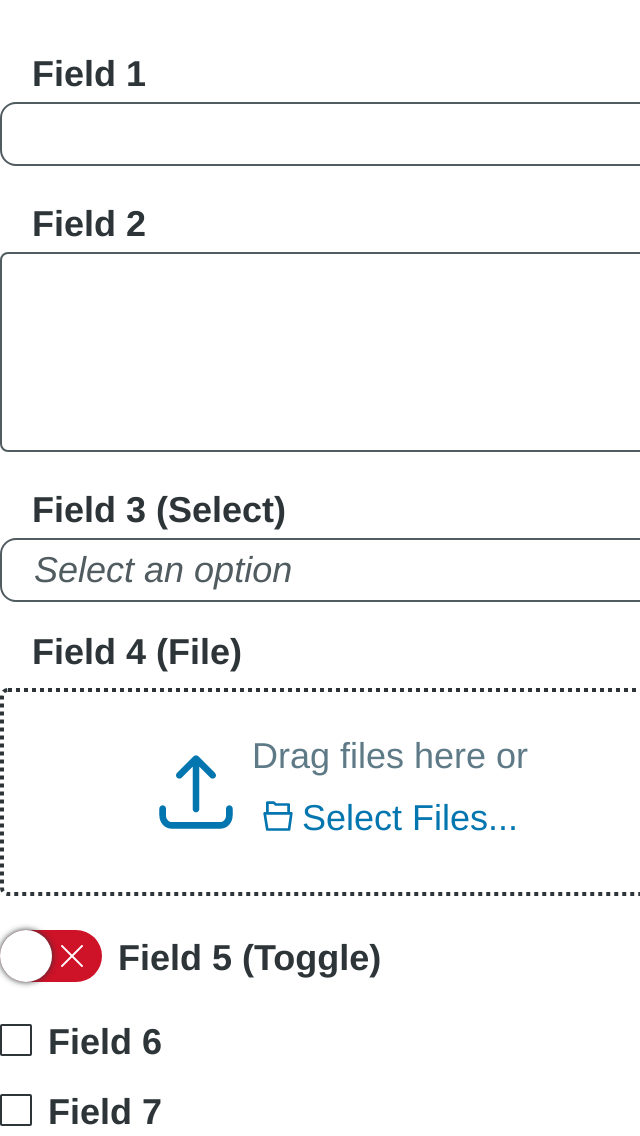 Field 1
Field 2
Field 3 (Select)
Select an option
Field 4 (File)
Drag files here or
Select Files...
Field 5 (Toggle)
Field 6
Field 7